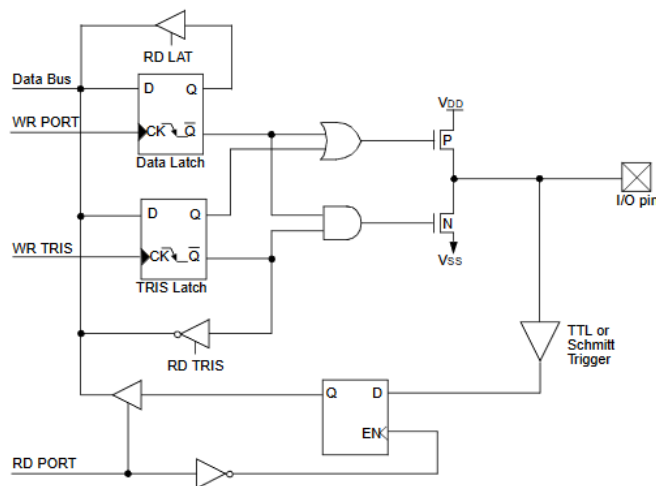 RD LAT
Data Bus
D Q
VDD
WR PORT
CK Q
P
Data Latch
I/O pin
D Q
N
WR TRIS
CK Q
VSS
TRIS Latch
TTL or
Schmitt
Trigger
RD TRIS
Q D
EN
RD PORT